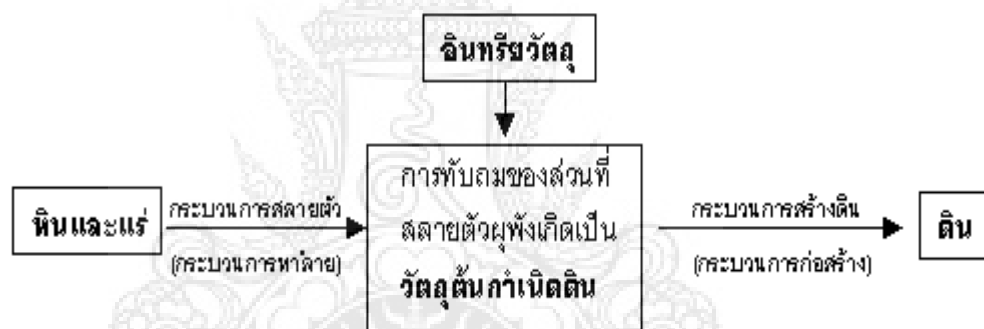 อินทรียวัตถุ
หินและแร่
กระบวนการสลายตัว
(กระบวนการทำลาย)
การทับถมของส่วนที่
สลายตัวผุพังเกิดเป็น
วัตถุต้นกำเนิดดิน
กระบวนการสร้างดิน
(กระบวนการก่อสร้าง)
ดิน